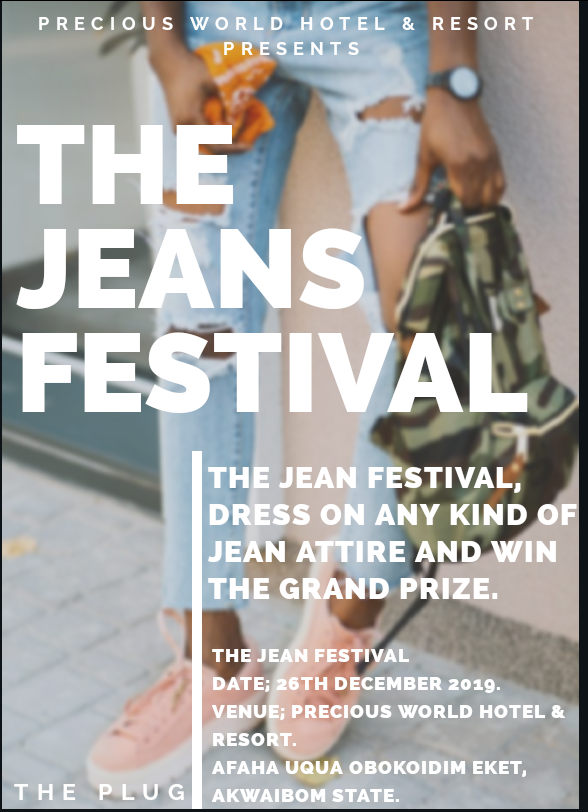 PRECIOUS WORLD HOTEL & RESORT
PRESENTS
THE
JEANS
FESTIVAL
THE JEAN FESTIVAL,
DRESS ON ANY KIND OF
JEAN ATTIRE AND WIN
THE GRAND PRIZE.
THE JEAN FESTIVAL
DATE; 26TH DECEMBER 2019.
VENUE; PRECIOUS WORLD HOTEL &
RESORT.
AFAHA UQUA OBOKOIDIM EKET,
AKWAIBOM STATE.
THE PLUG